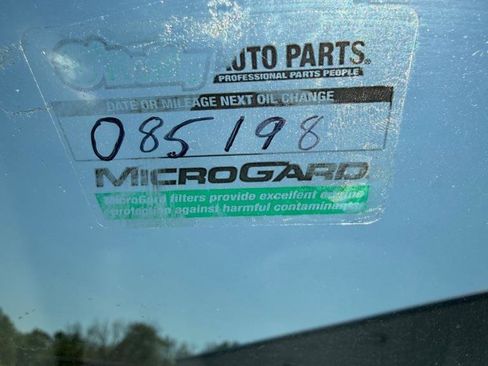 AUTO PARTS
PROFESSIONAL PARTS PEOPLE
DATE OR MILEAGE NEXT OIL CHANGE
085198
MICROGARD
MicroGard filters provide excellent engine
protection against harmful contaminants